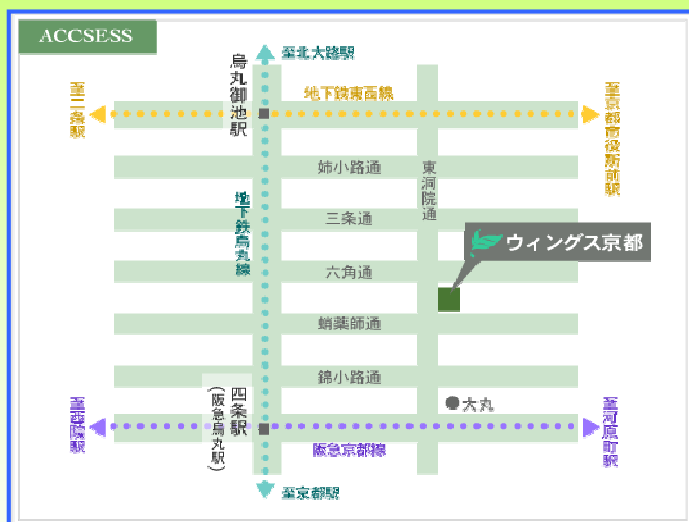 ACCSESS
至北大路駅
烏丸御池駅
地下鉄東西線
至二条駅
至京都市役所前駅
姉小路通
東洞院通
地下鉄烏丸線
三条通
ウィングス京都
六角通
蛸薬師通
錦小路通
四条駅
(阪急烏丸駅)
大丸
至西院駅
至河原町駅
阪急京都線
至京都駅